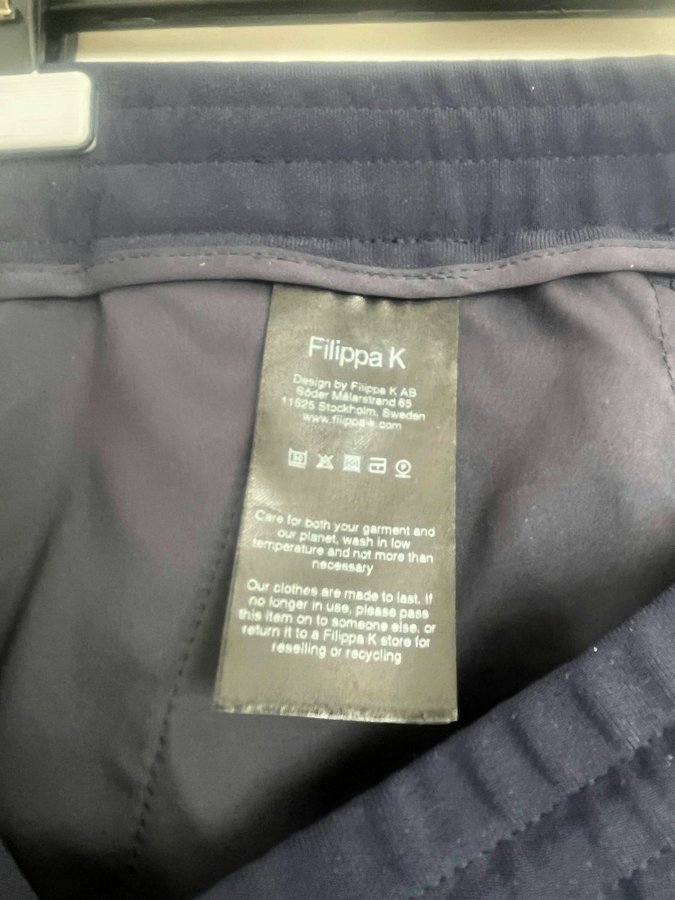 Filippa K
Design by Filippa K AB
Söder Mälarstrand 65
11825 Stockholm, Sweden
www.filippa-k.com
Care for both your garment and
our planet, wash in low
temperature and not more than
necessary
Our clothes are made to last. If
no longer in use, please pass
this item on to someone else, or
return it to a Filippa K store for
reselling or recycling